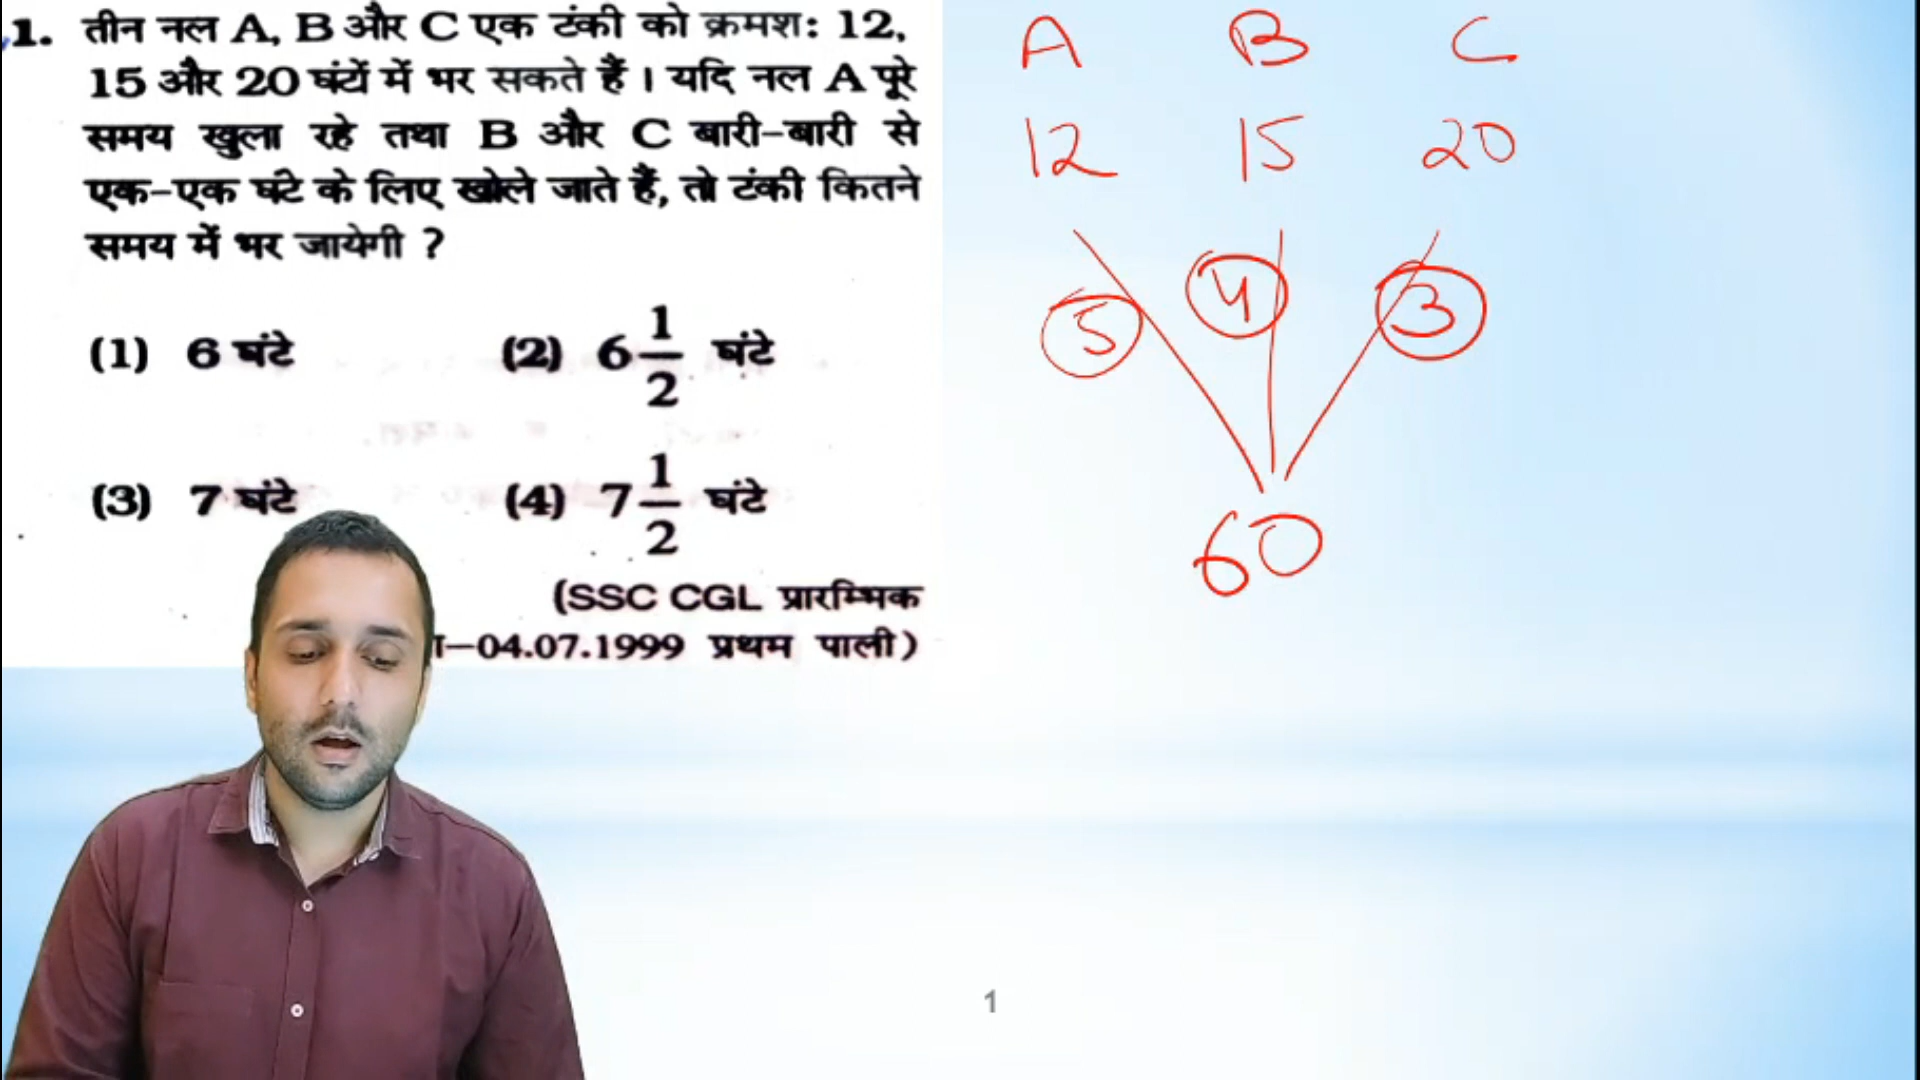 1. तीन नल A, B और C एक टंकी को क्रमश: 12,
15 और 20 घंटों में भर सकते हैं । यदि नल A पूरे
समय खुला रहे तथा B और C बारी-बारी से
एक-एक घंटे के लिए खोले जाते हैं, तो टंकी कितने
समय में भर जायेगी ?
(1) 6 घंटे (2) 6 1/2 घंटे
(3) 7 घंटे (4) 7 1/2 घंटे
(SSC CGL प्रारम्भिक
–04.07.1999 प्रथम पाली)
A B C
12 15 20
5 4 3
60
1